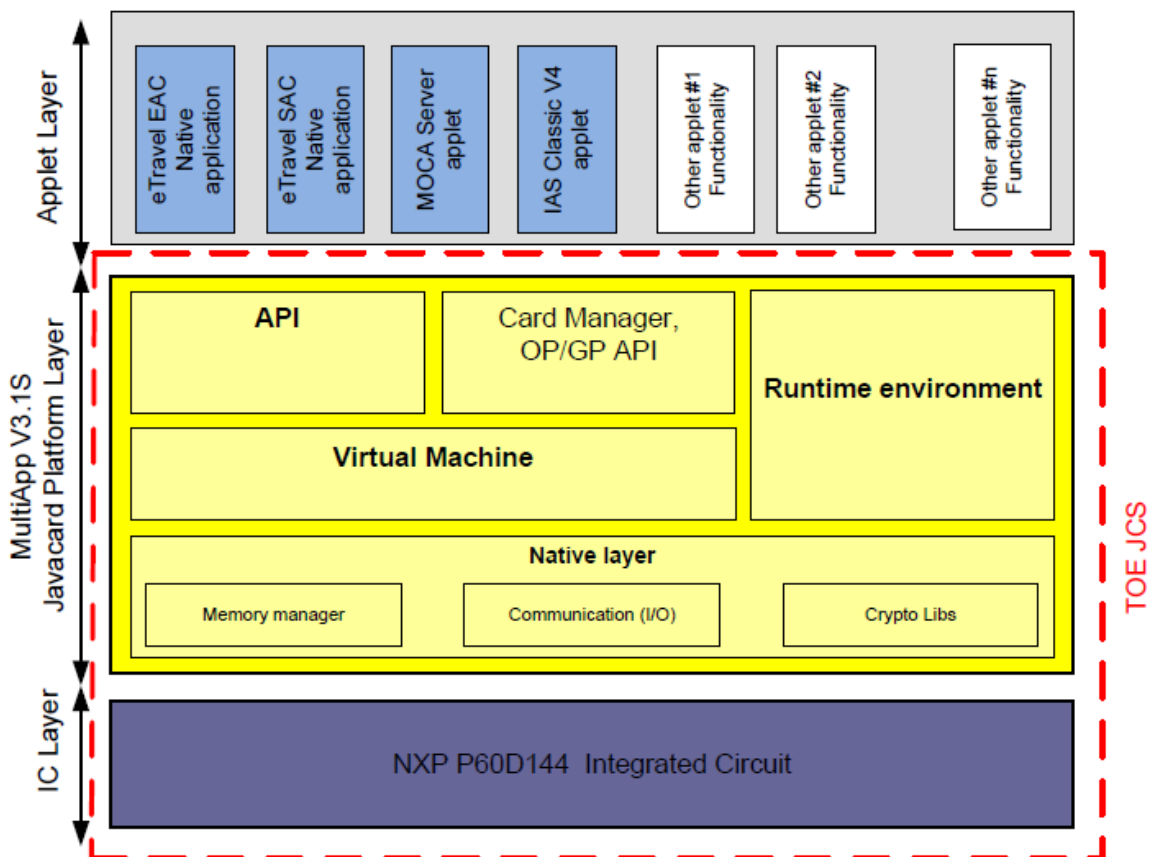 Applet Layer
eTravel EAC
Native
application
eTravel SAC
Native
application
MOCA Server
applet
IAS Classic V4
applet
Other applet #1
Functionality
Other applet #2
Functionality
Other applet #n
Functionality
MultiApp V3.1S
Javacard Platform Layer
API
Card Manager,
OP/GP API
Runtime environment
Virtual Machine
Native layer
Memory manager
Communication (I/O)
Crypto Libs
TOE JCS
IC Layer
NXP P60D144 Integrated Circuit